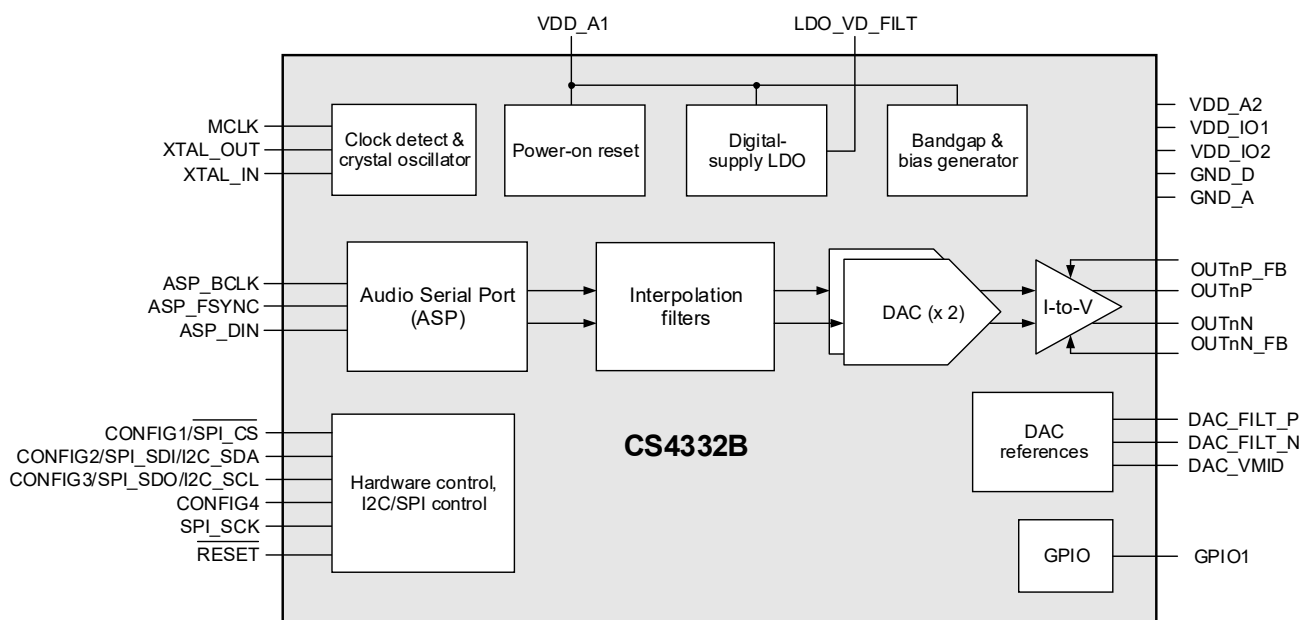 VDD_A1
LDO_VD_FILT
MCLK
XTAL_OUT
XTAL_IN
Clock detect &
crystal oscillator
Power-on reset
Digital-
supply LDO
Bandgap &
bias generator
VDD_A2
VDD_IO1
VDD_IO2
GND_D
GND_A
ASP_BCLK
ASP_FSYNC
ASP_DIN
Audio Serial Port
(ASP)
Interpolation
filters
DAC (x 2)
I-to-V
OUTnP_FB
OUTnP
OUTnN
OUTnN_FB
CONFIG1/SPI_CS
CONFIG2/SPI_SDI/I2C_SDA
CONFIG3/SPI_SDO/I2C_SCL
CONFIG4
SPI_SCK
RESET
Hardware control,
I2C/SPI control
CS4332B
DAC
references
DAC_FILT_P
DAC_FILT_N
DAC_VMID
GPIO
GPIO1